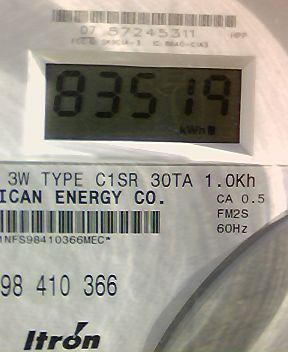 07 57245311
HPP
83519
kWh
3W TYPE C1SR 30TA 1.0Kh
ICAN ENERGY CO.
CA 0.5
FM2S
60Hz
1NFS98410366MEC*
98 410 366
Itron